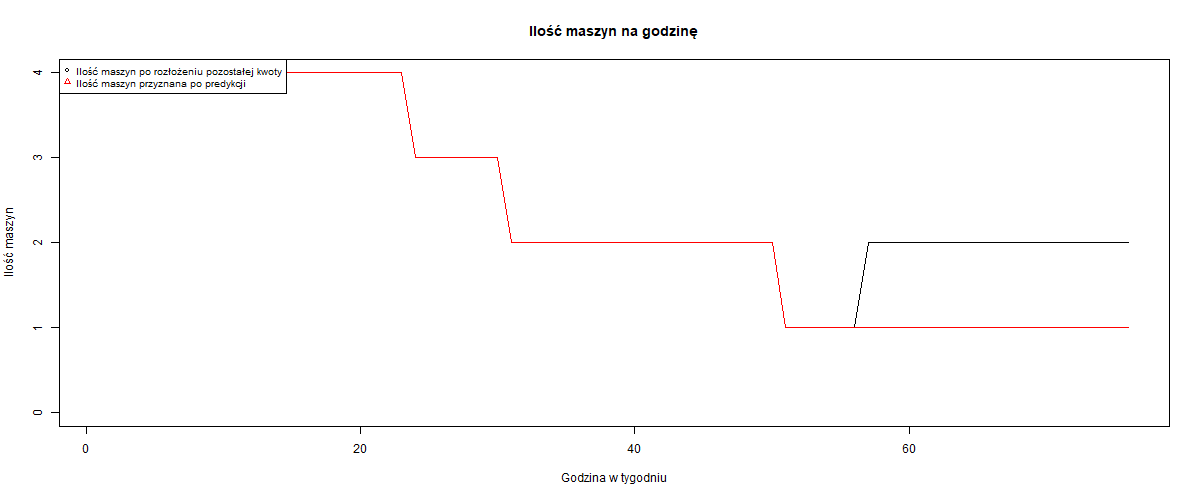 Ilość maszyn na godzinę
Ilość maszyn po rozłożeniu pozostałej kwoty
Ilość maszyn przyznana po predykcji
Ilość maszyn
4
3
2
1
0
0 20 40 60
Godzina w tygodniu